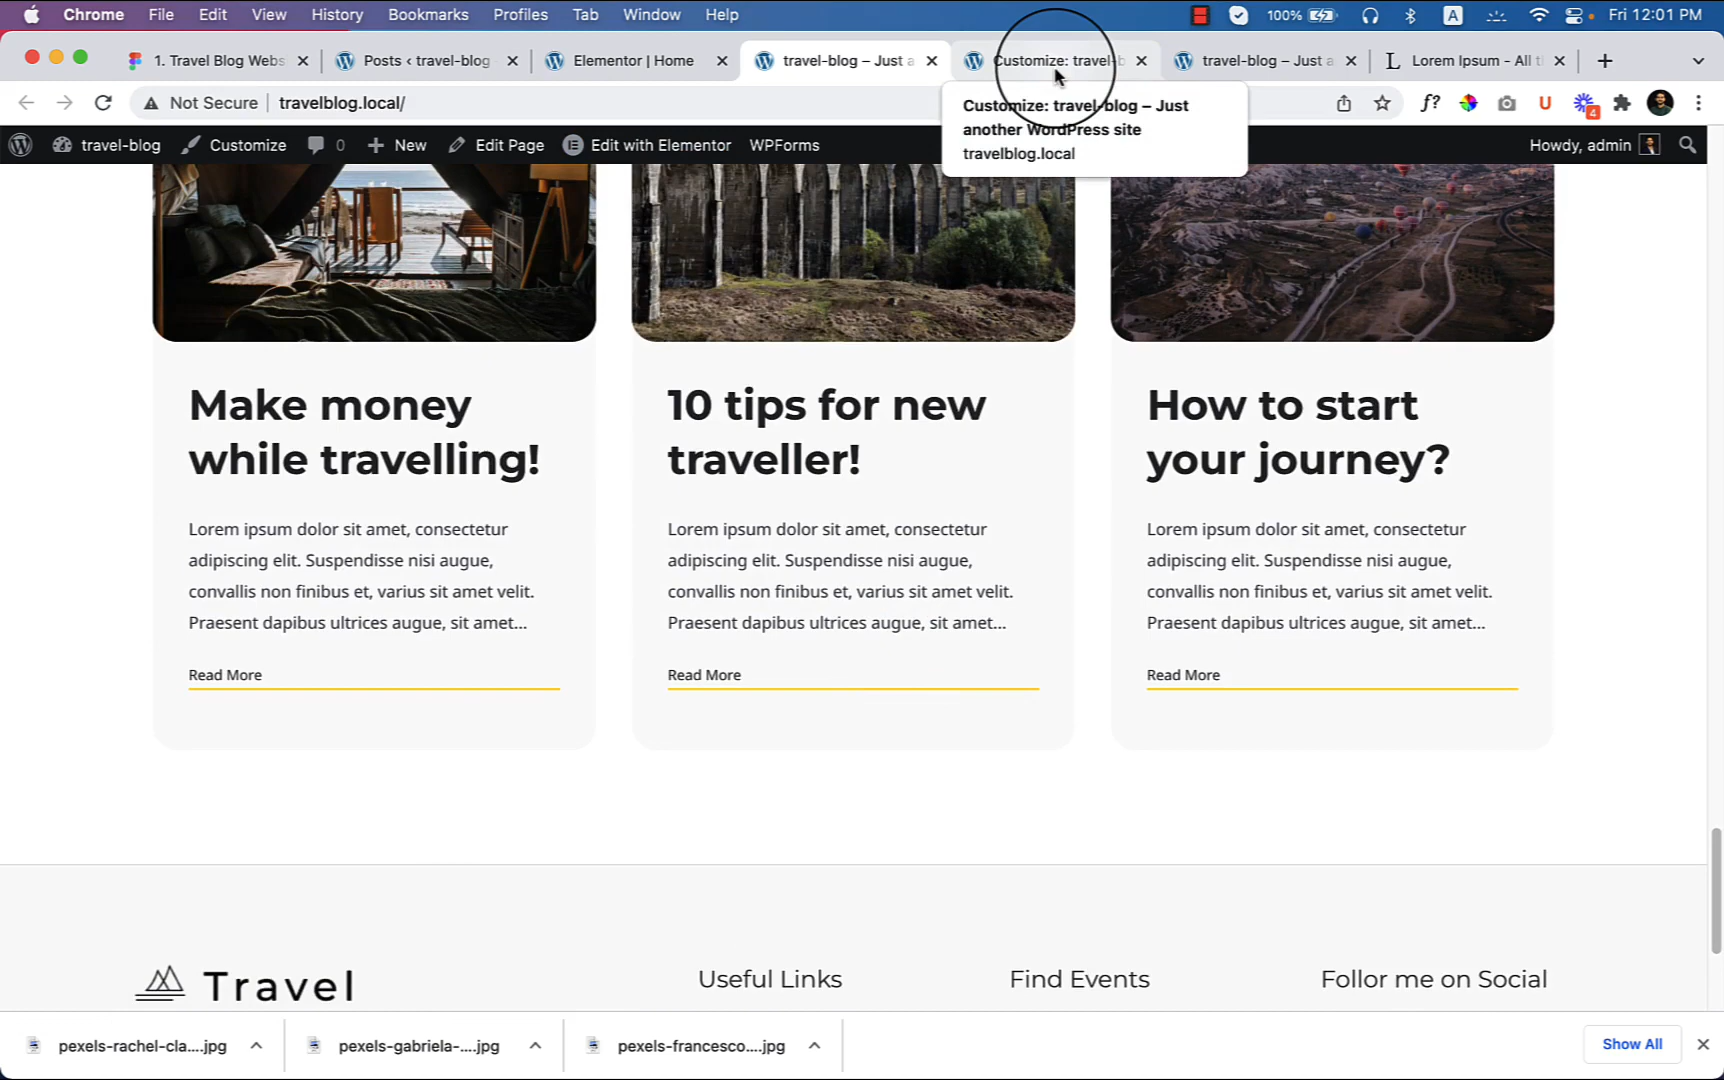 Chrome File Edit View History Bookmarks Profiles Tab Window Help 100% A Fri 12:01 PM
1. Travel Blog Webs Posts ‹ travel-blog Elementor | Home travel-blog – Just a Customize: travel-b travel-blog – Just a L Lorem Ipsum - All t
Not Secure travelblog.local/ f? U 4
Customize: travel-blog – Just
another WordPress site
travelblog.local
travel-blog Customize 0 New Edit Page Edit with Elementor WPForms Howdy, admin
Make money
while travelling!
Lorem ipsum dolor sit amet, consectetur
adipiscing elit. Suspendisse nisi augue,
convallis non finibus et, varius sit amet velit.
Praesent dapibus ultrices augue, sit amet...
Read More
10 tips for new
traveller!
Lorem ipsum dolor sit amet, consectetur
adipiscing elit. Suspendisse nisi augue,
convallis non finibus et, varius sit amet velit.
Praesent dapibus ultrices augue, sit amet...
Read More
How to start
your journey?
Lorem ipsum dolor sit amet, consectetur
adipiscing elit. Suspendisse nisi augue,
convallis non finibus et, varius sit amet velit.
Praesent dapibus ultrices augue, sit amet...
Read More
Travel
Useful Links
Find Events
Follor me on Social
pexels-rachel-cla....jpg pexels-gabriela-....jpg pexels-francesco....jpg Show All